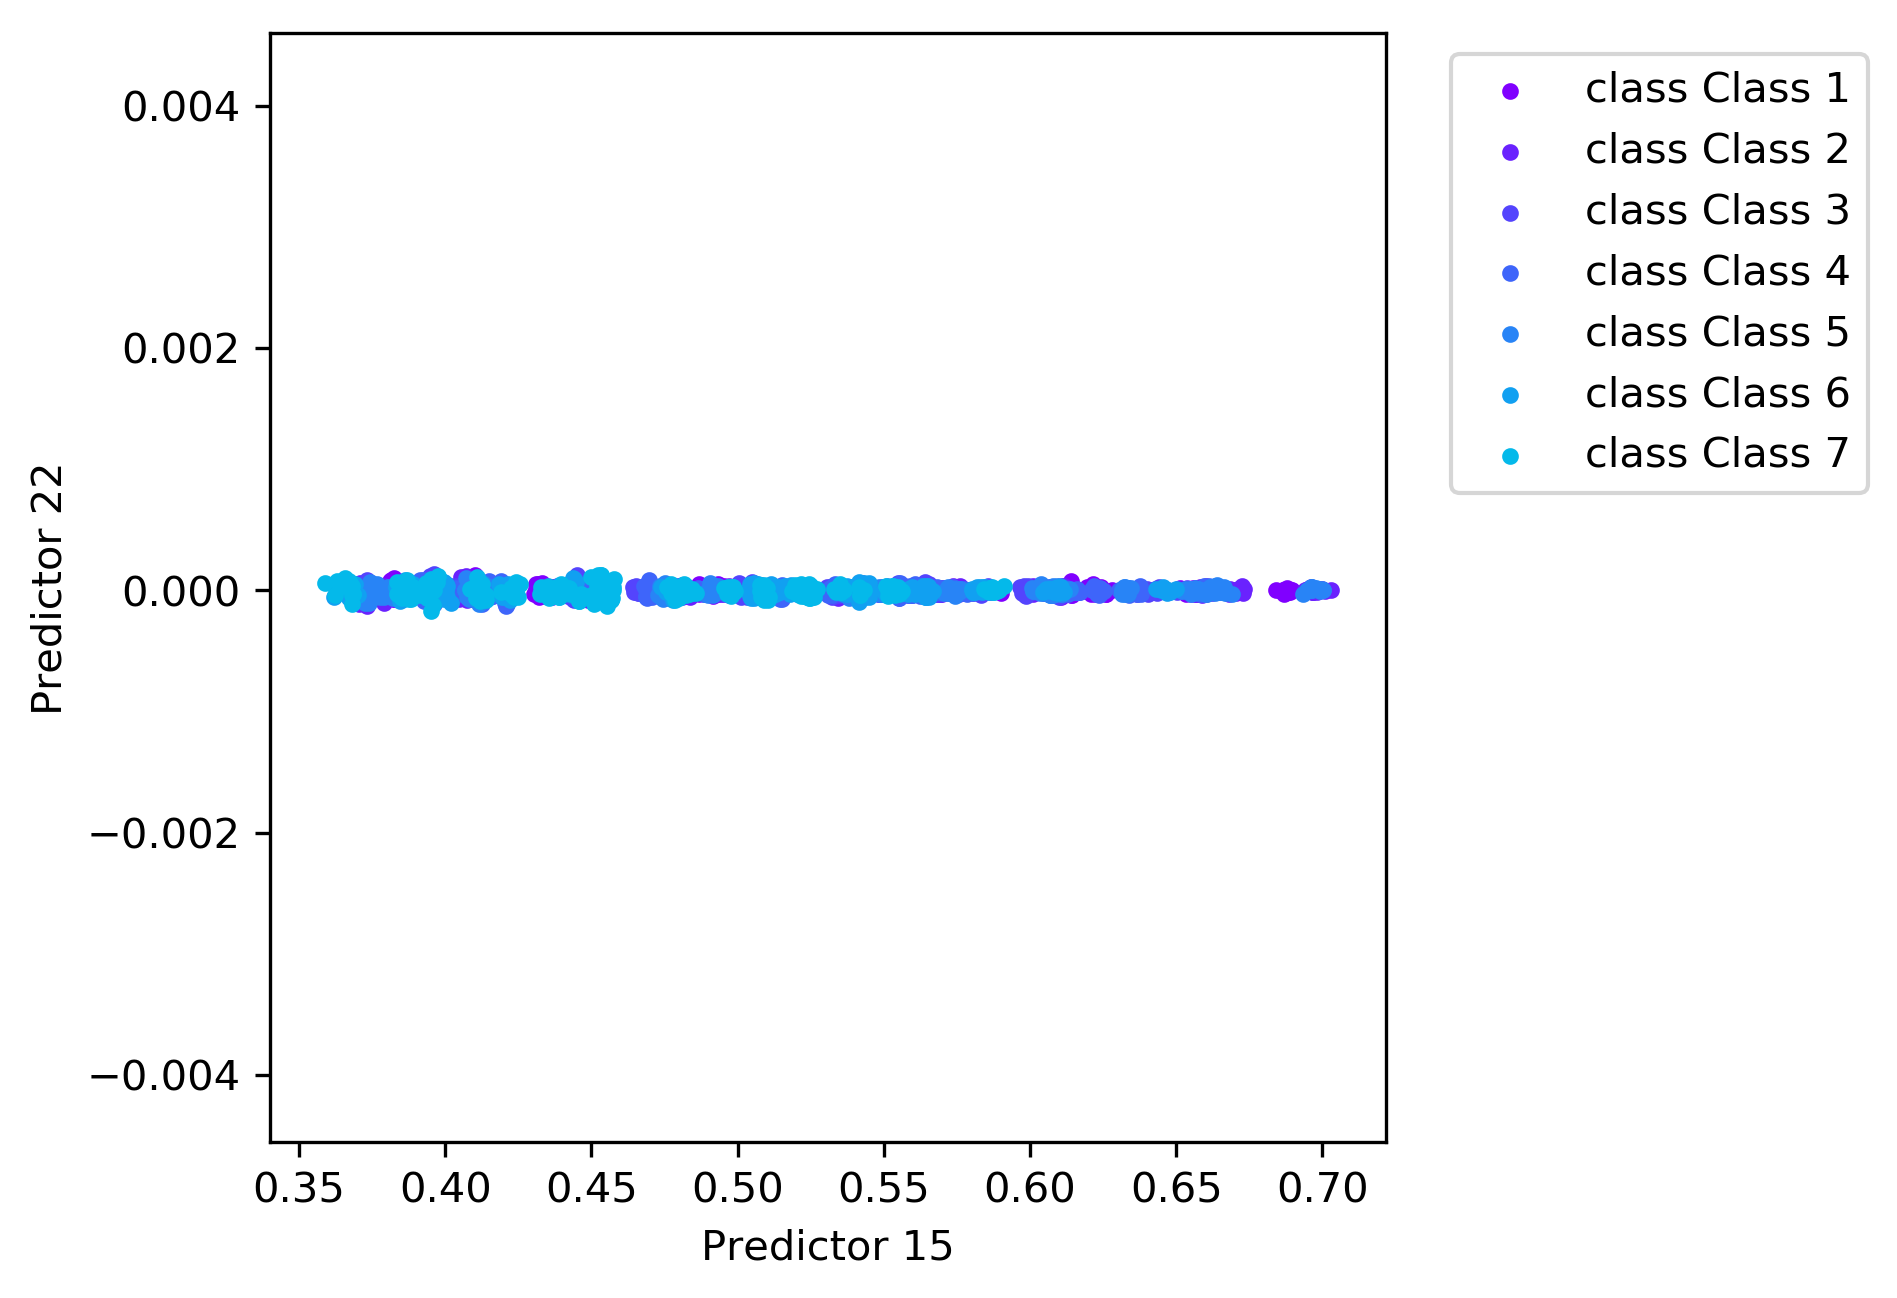 0.004
0.002
0.000
−0.002
−0.004
Predictor 22
0.35 0.40 0.45 0.50 0.55 0.60 0.65 0.70
Predictor 15
class Class 1
class Class 2
class Class 3
class Class 4
class Class 5
class Class 6
class Class 7